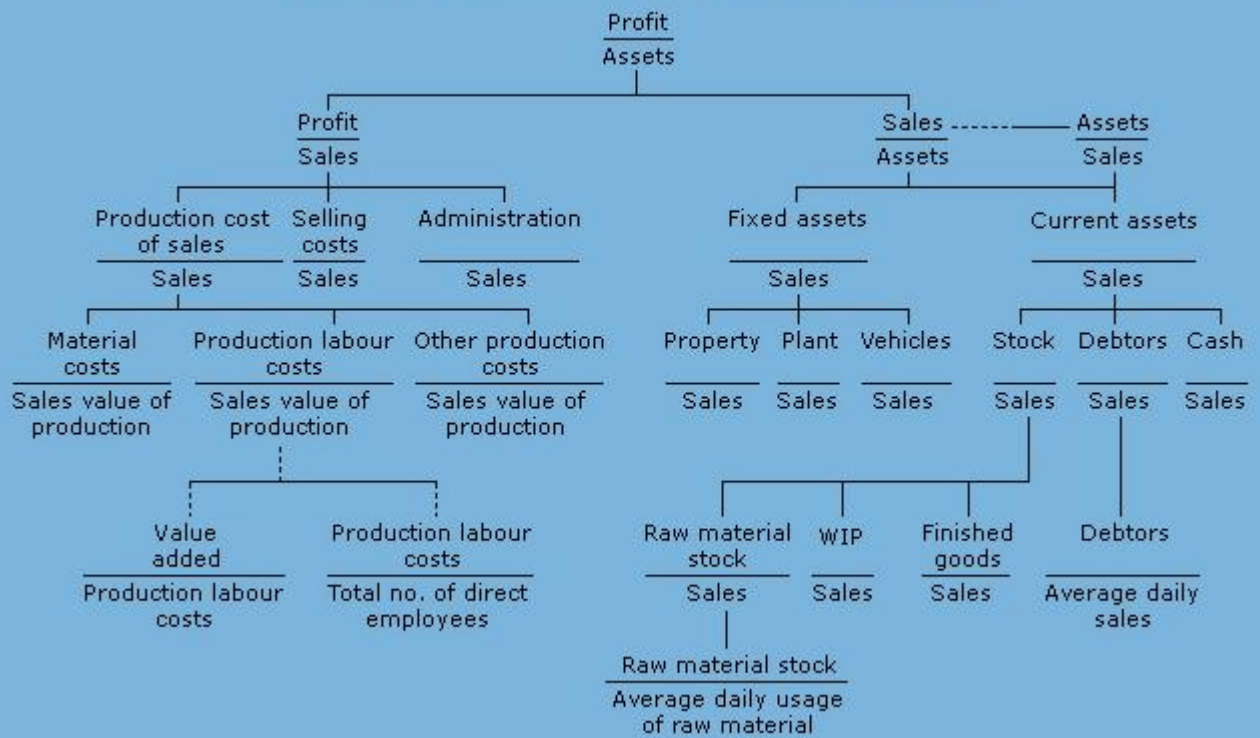 Profit
Assets
Profit
Sales
Sales
Assets
Assets
Sales
Production cost
of sales
Sales
Selling
costs
Sales
Administration
Sales
Fixed assets
Sales
Current assets
Sales
Material
costs
Sales value of
production
Production labour
costs
Sales value of
production
Other production
costs
Sales value of
production
Property
Sales
Plant
Sales
Vehicles
Sales
Stock
Sales
Debtors
Sales
Cash
Sales
Value
added
Production labour
costs
Production labour
costs
Total no. of direct
employees
Raw material
stock
Sales
WIP
Sales
Finished
goods
Sales
Debtors
Average daily
sales
Raw material stock
Average daily usage
of raw material